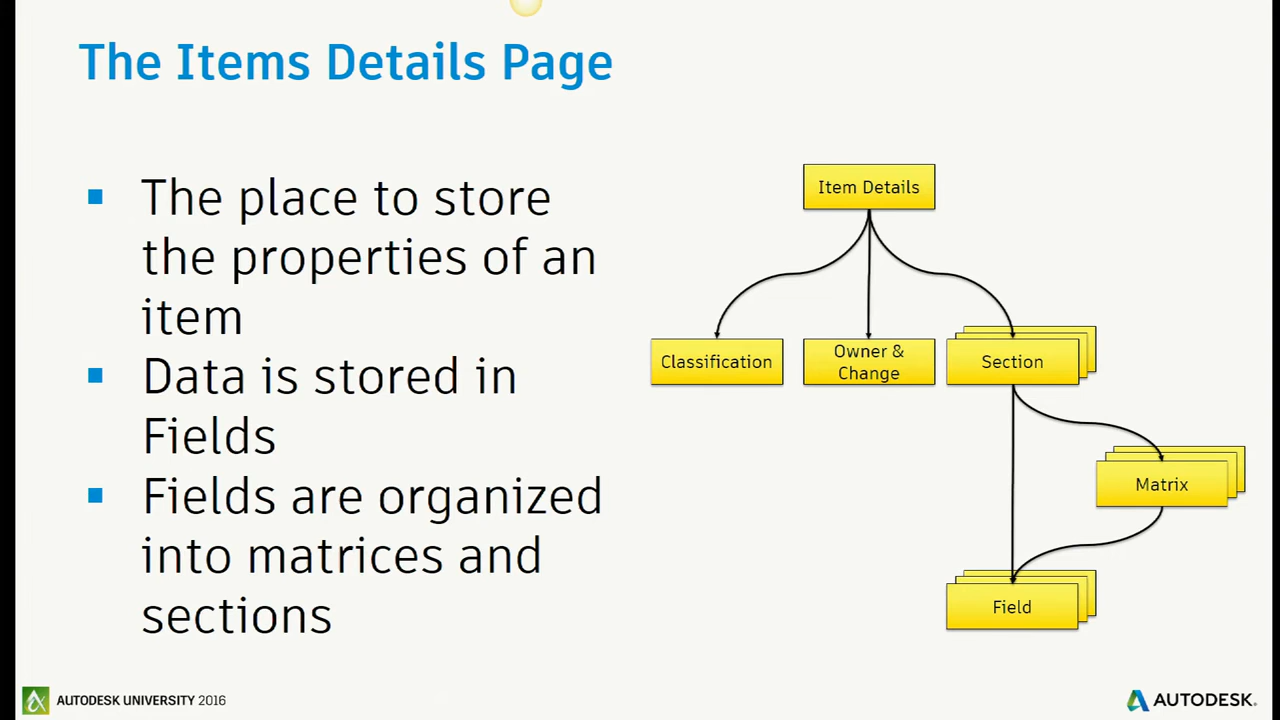 The Items Details Page
The place to store
the properties of an
item
Data is stored in
Fields
Fields are organized
into matrices and
sections
Item Details
Classification
Owner &
Change
Section
Matrix
Field
AUTODESK UNIVERSITY 2016
AUTODESK.